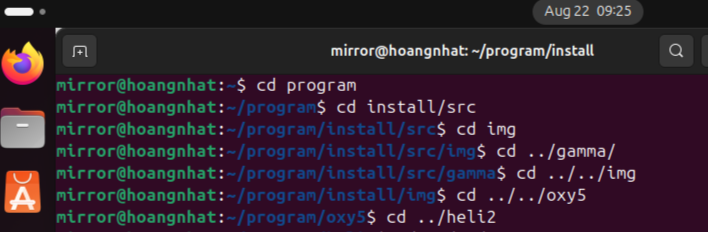 Aug 22 09:25
mirror@hoangnhat: ~/program/install
mirror@hoangnhat:~$ cd program
mirror@hoangnhat:~/program$ cd install/src
mirror@hoangnhat:~/program/install/src$ cd img
mirror@hoangnhat:~/program/install/src/img$ cd ../gamma/
mirror@hoangnhat:~/program/install/src/gamma$ cd ../../img
mirror@hoangnhat:~/program/install/img$ cd ../../oxy5
mirror@hoangnhat:~/program/oxy5$ cd ../heli2